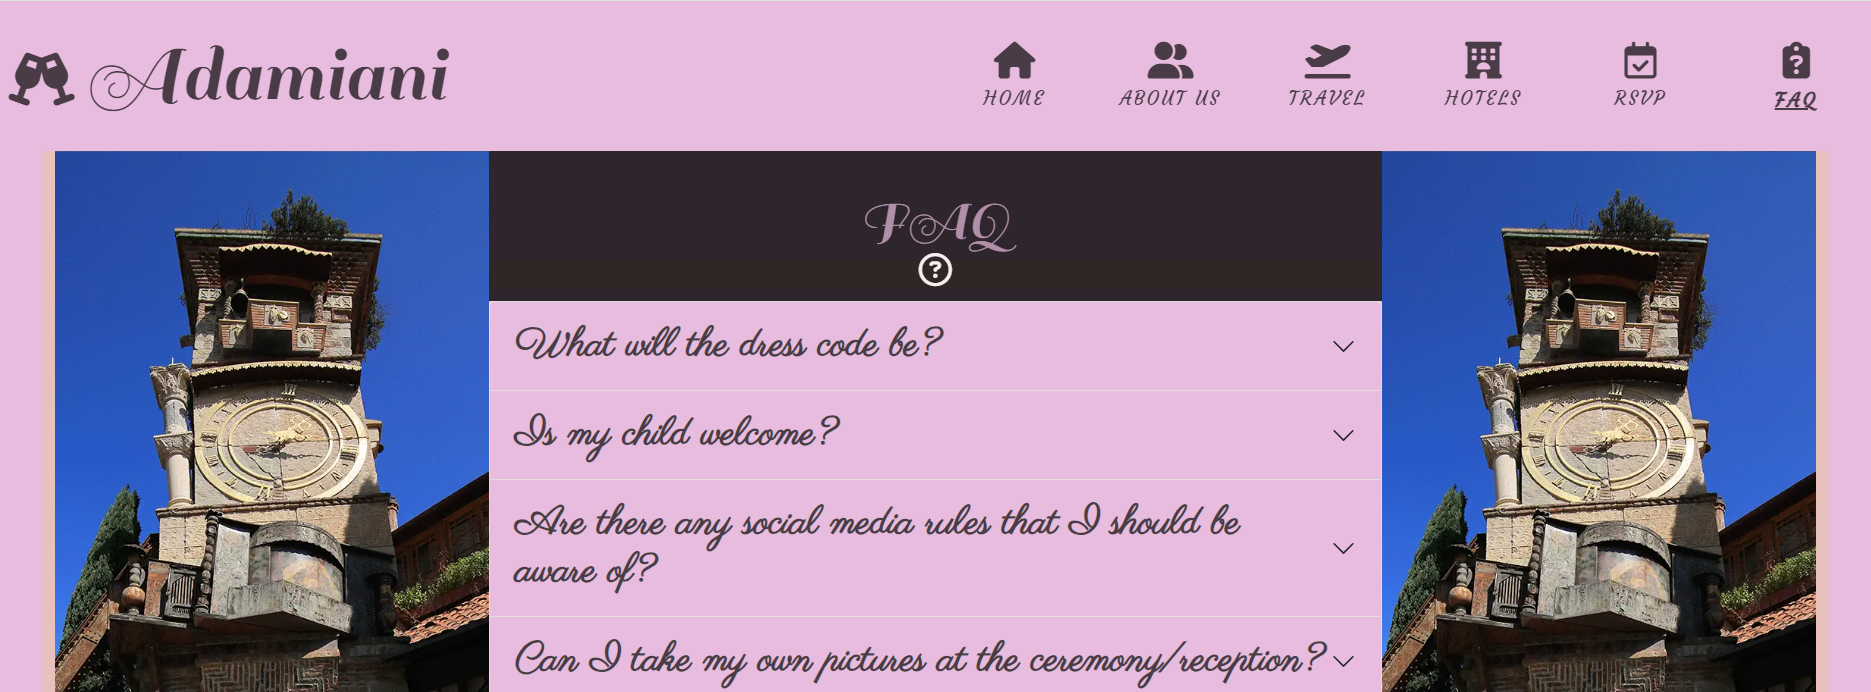 Adamiani
HOME
ABOUT US
TRAVEL
HOTELS
RSVP
FAQ
FAQ
What will the dress code be?
Is my child welcome?
Are there any social media rules that I should be
aware of?
Can I take my own pictures at the ceremony/reception?